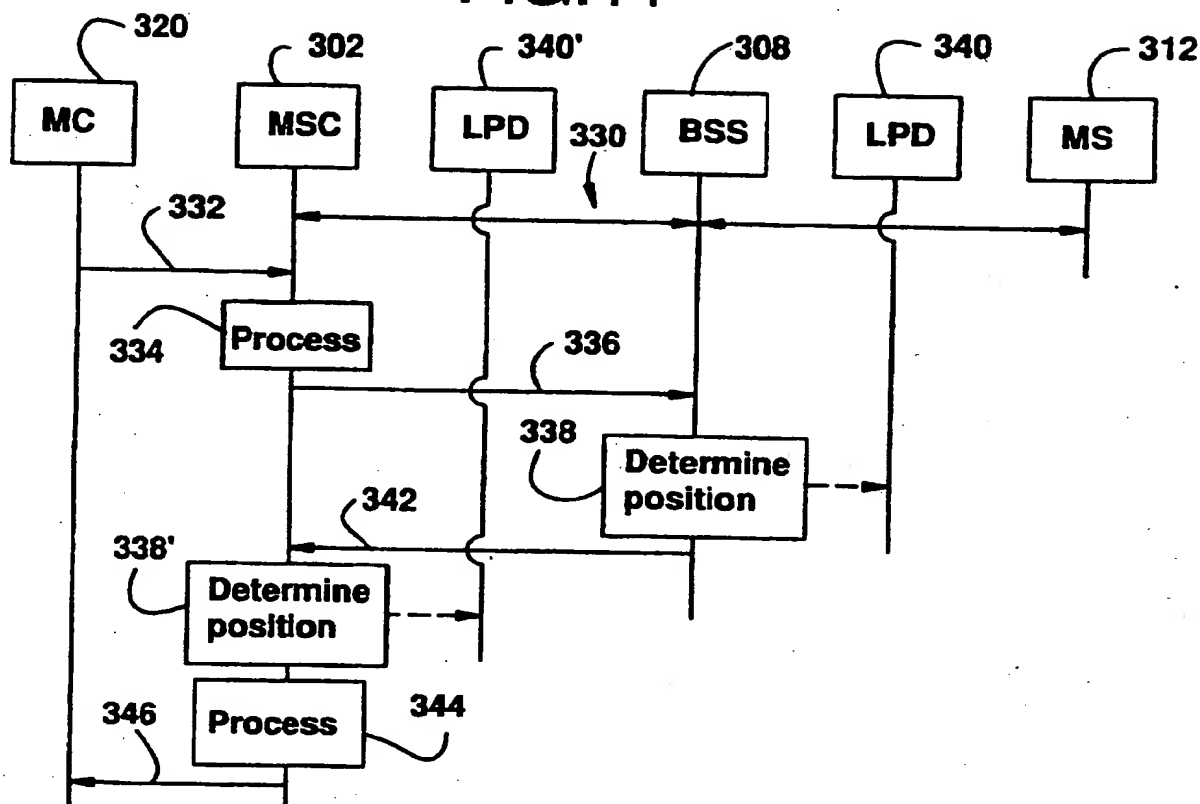 320
302
340'
308
340
312
MC
MSC
LPD
BSS
LPD
MS
330
332
334
Process
336
338
Determine
position
342
338'
Determine
position
346
Process
344